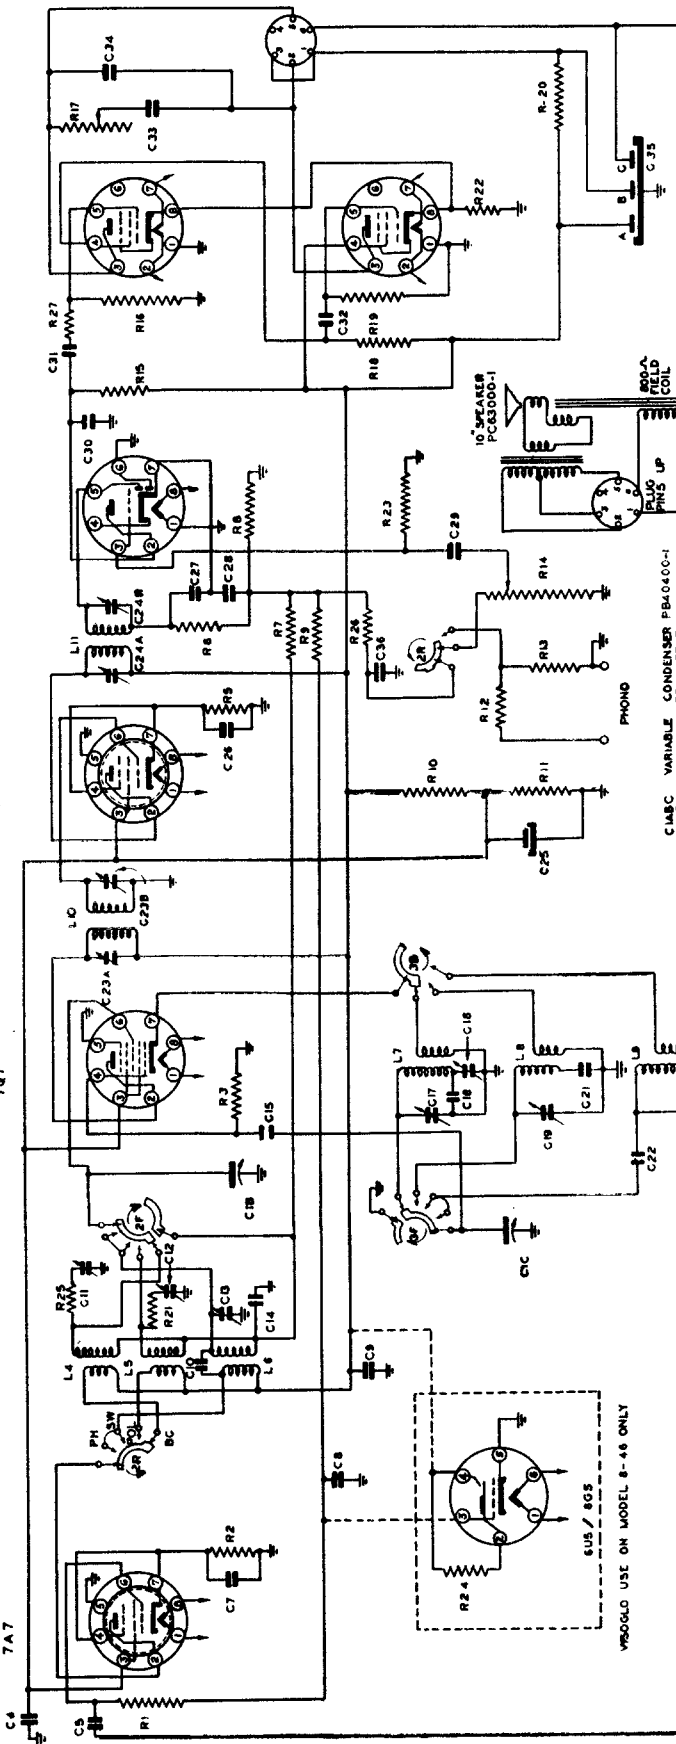 7A7
7Q7
C4
C5
R1
C7
R2
C8
C9
PH
SW
POL
BC
2R
L4
L5
L6
C10
R25
C11
R21
C12
C13
C14
2F
C1B
R3
C15
C23A
L10
C23B
C26
R5
L11
C24A
C24B
R6
C27
C28
R8
C30
C31
R27
R15
R16
R17
C33
C34
C32
R19
R18
R22
R-20
A
B
C
C35
R7
R9
R26
C36
2R
R23
C29
R14
R13
R12
PHONO
R10
R11
C25
3B
L7
C17
C16
C18
L8
C19
C21
L9
C22
C1C
R24
6U5 / 6G5
VISOGLO USE ON MODEL 8-46 ONLY
10" SPEAKER
PC63000-1
800 Ω
FIELD
COIL
PLUG
PINS UP
C1ABC VARIABLE CONDENSER PB40400-1